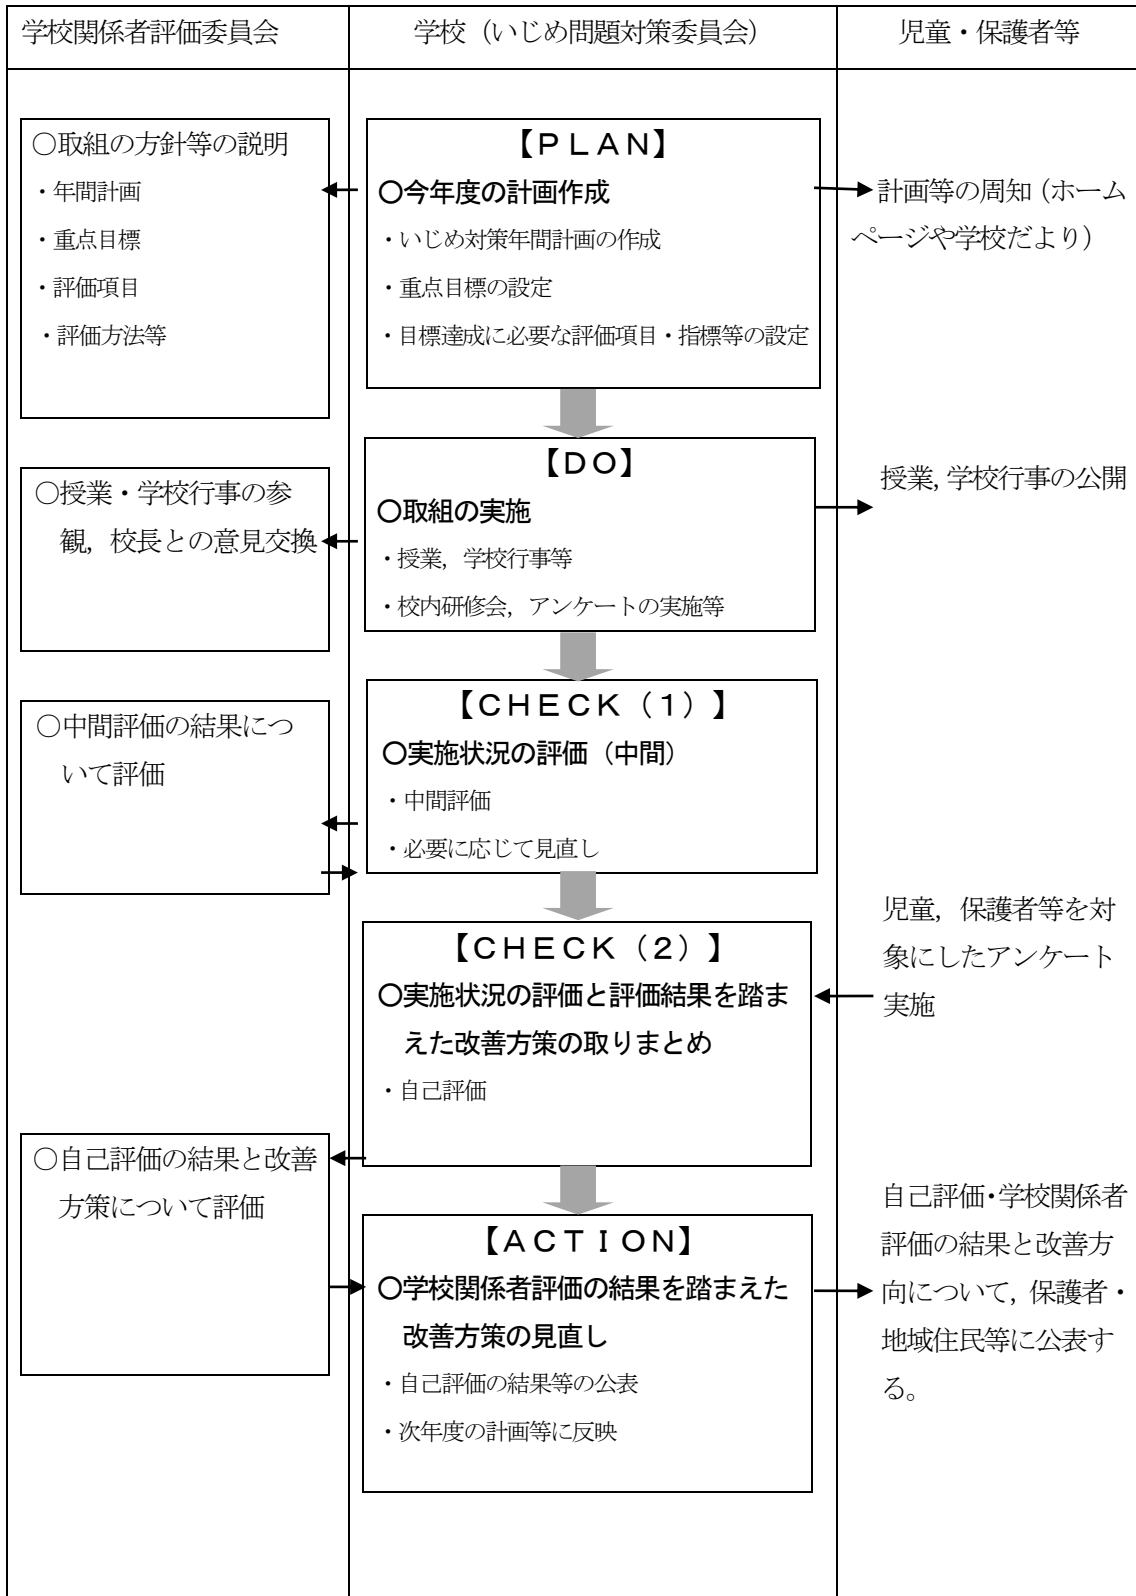 学校関係者評価委員会
学校（いじめ問題対策委員会）
児童・保護者等
○取組の方針等の説明
・年間計画
・重点目標
・評価項目
・評価方法等
【ＰＬＡＮ】
○今年度の計画作成
・いじめ対策年間計画の作成
・重点目標の設定
・目標達成に必要な評価項目・指標等の設定
計画等の周知（ホーム
ページや学校だより）
○授業・学校行事の参
観，校長との意見交換
【ＤＯ】
○取組の実施
・授業，学校行事等
・校内研修会，アンケートの実施等
授業，学校行事の公開
○中間評価の結果につ
いて評価
【ＣＨＥＣＫ（１）】
○実施状況の評価（中間）
・中間評価
・必要に応じて見直し
【ＣＨＥＣＫ（２）】
○実施状況の評価と評価結果を踏ま
えた改善方策の取りまとめ
・自己評価
児童，保護者等を対
象にしたアンケート
実施
○自己評価の結果と改善
方策について評価
【ＡＣＴＩＯＮ】
○学校関係者評価の結果を踏まえた
改善方策の見直し
・自己評価の結果等の公表
・次年度の計画等に反映
自己評価・学校関係者
評価の結果と改善方
向について，保護者・
地域住民等に公表す
る。